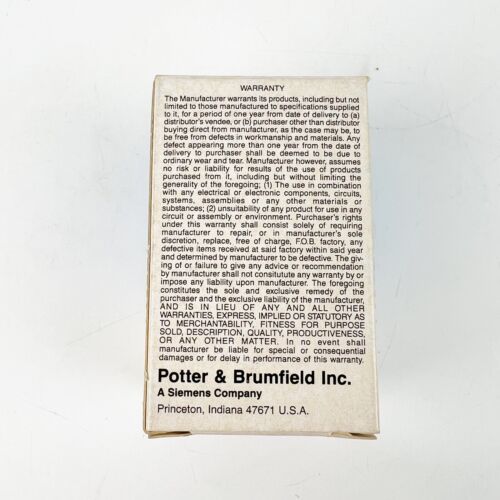 WARRANTY
The Manufacturer warrants its products, including but not
limited to those manufactured to specifications supplied
to it, for a period of one year from date of delivery to (a)
distributor's vendee, or (b) purchaser other than distributor
buying direct from manufacturer, as the case may be, to
be free from defects in workmanship and materials. Any
defect appearing more than one year from the date of
delivery to purchaser shall be deemed to be due to
ordinary wear and tear. Manufacturer however, assumes
no risk or liability for results of the use of products
purchased from it, including but without limiting the
generality of the foregoing; (1) The use in combination
with any electrical or electronic components, circuits,
systems, assemblies or any other materials or
substances; (2) unsuitability of any product for use in any
circuit or assembly or environment. Purchaser's rights
under this warranty shall consist solely of requiring
manufacturer to repair, or in manufacturer's sole
discretion, replace, free of charge, F.O.B. factory, any
defective items received at said factory within said year
and determined by manufacturer to be defective. The giv-
ing of or failure to give any advice or recommendation
by manufacturer shall not consitutute any warranty by or
impose any liability upon manufacturer. The foregoing
constitutes the sole and exclusive remedy of the
purchaser and the exclusive liability of the manufacturer,
AND IS IN LIEU OF ANY AND ALL OTHER
WARRANTIES, EXPRESS, IMPLIED OR STATUTORY AS
TO MERCHANTABILITY, FITNESS FOR PURPOSE
SOLD, DESCRIPTION, QUALITY, PRODUCTIVENESS,
OR ANY OTHER MATTER. In no event shall
manufacturer be liable for special or consequential
damages or for delay in performance of this warranty.
Potter & Brumfield Inc.
A Siemens Company
Princeton, Indiana 47671 U.S.A.